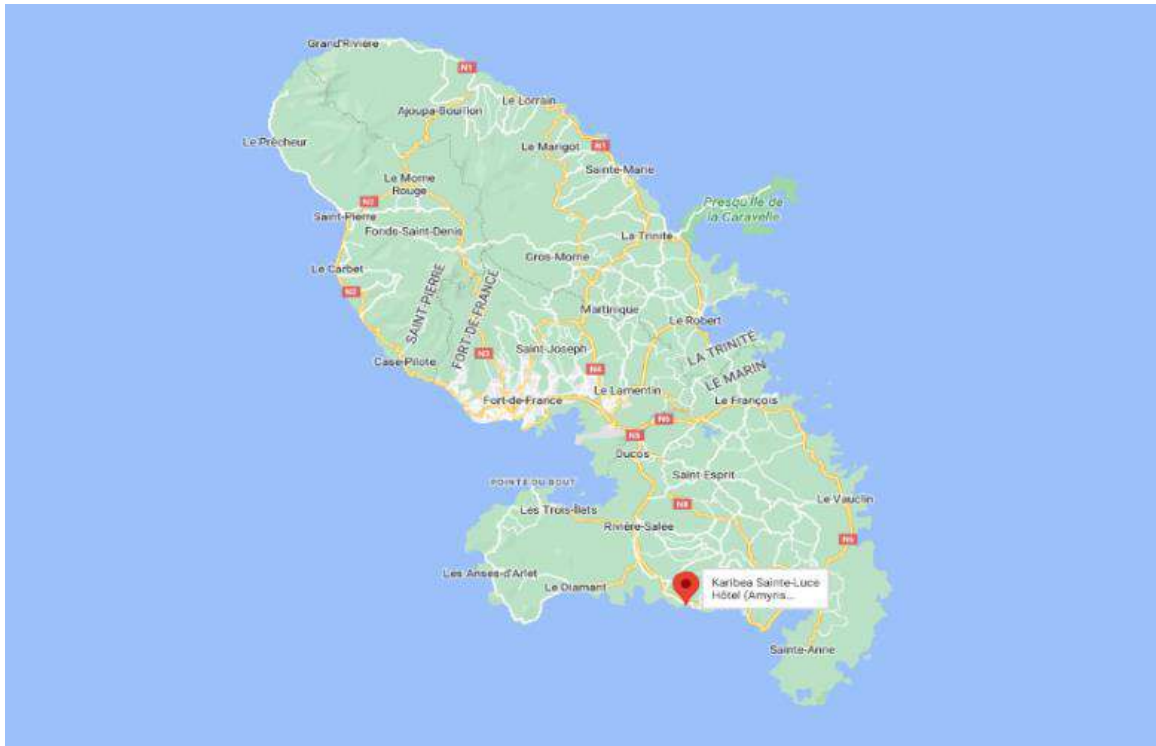 Grand'Rivière
N1
Le Lorrain
Ajoupa-Bouillon
Le Prêcheur
Le Marigot
N1
Sainte-Marie
Le Morne
Rouge
N2
Presqu'île de
la Caravelle
Saint-Pierre
Fonds-Saint-Denis
La Trinité
Gros-Morne
Le Carbet
N2
SAINT-PIERRE
FORT-DE-FRANCE
Martinique
Le Robert
Saint-Joseph
N3
LA TRINITÉ
Case-Pilote
N4
LE MARIN
Le Lamentin
Fort-de-France
Le François
N6
N5
Ducos
Saint-Esprit
POINTE DU BOUT
Le Vauclin
Les Trois-Îlets
N8
Rivière-Salée
N6
Les Anses-d'Arlet
Le Diamant
Karibea Sainte-Luce
Hôtel (Amyris...
Sainte-Anne